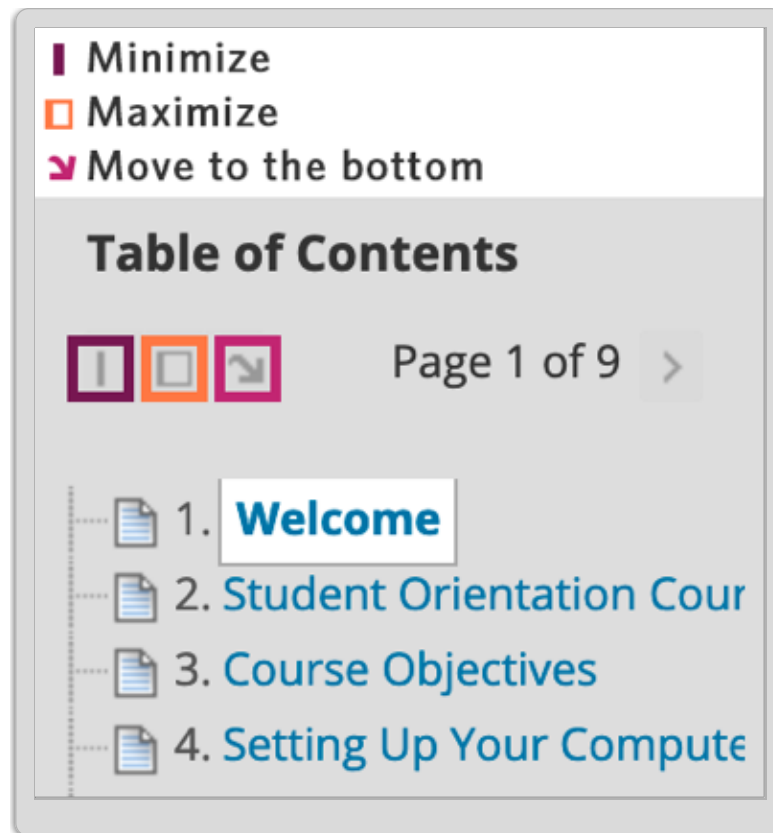 Minimize
Maximize
Move to the bottom
Table of Contents
Page 1 of 9 >
1. Welcome
2. Student Orientation Cour
3. Course Objectives
4. Setting Up Your Compute